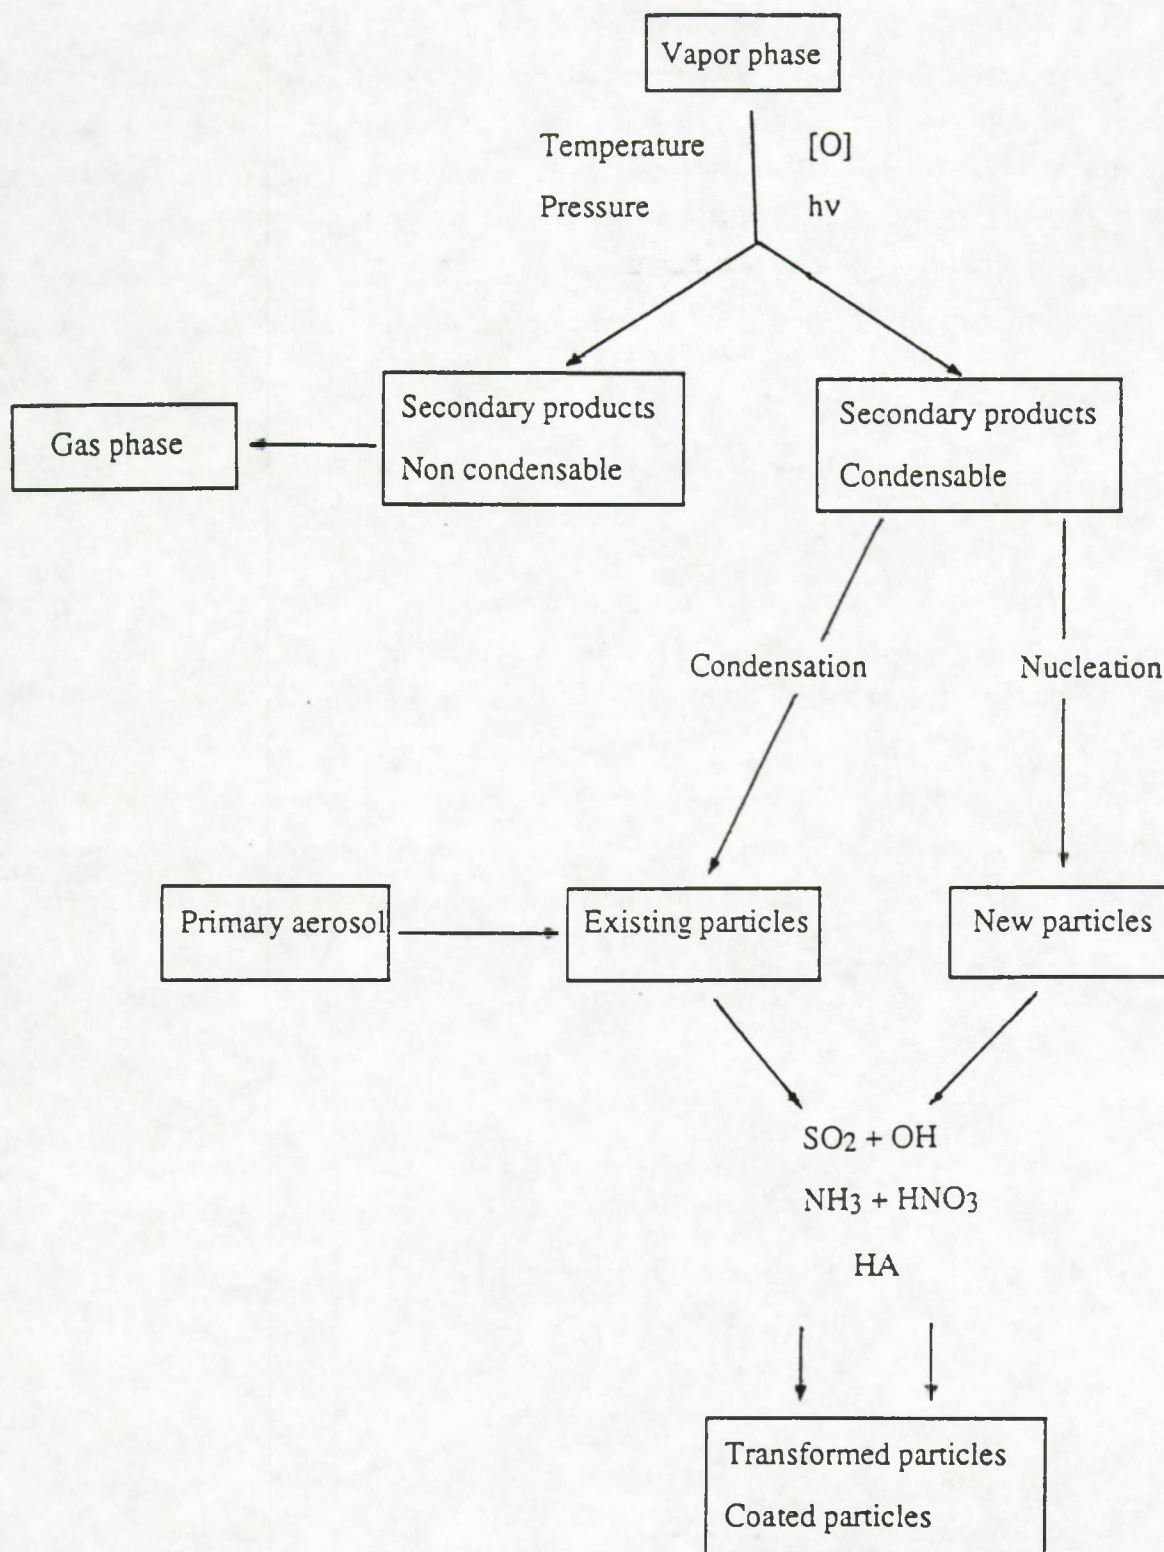 Vapor phase
Temperature [O]
Pressure hν
Secondary products
Non condensable
Secondary products
Condensable
Gas phase
Condensation
Nucleation
Primary aerosol
Existing particles
New particles
SO2 + OH
NH3 + HNO3
HA
Transformed particles
Coated particles